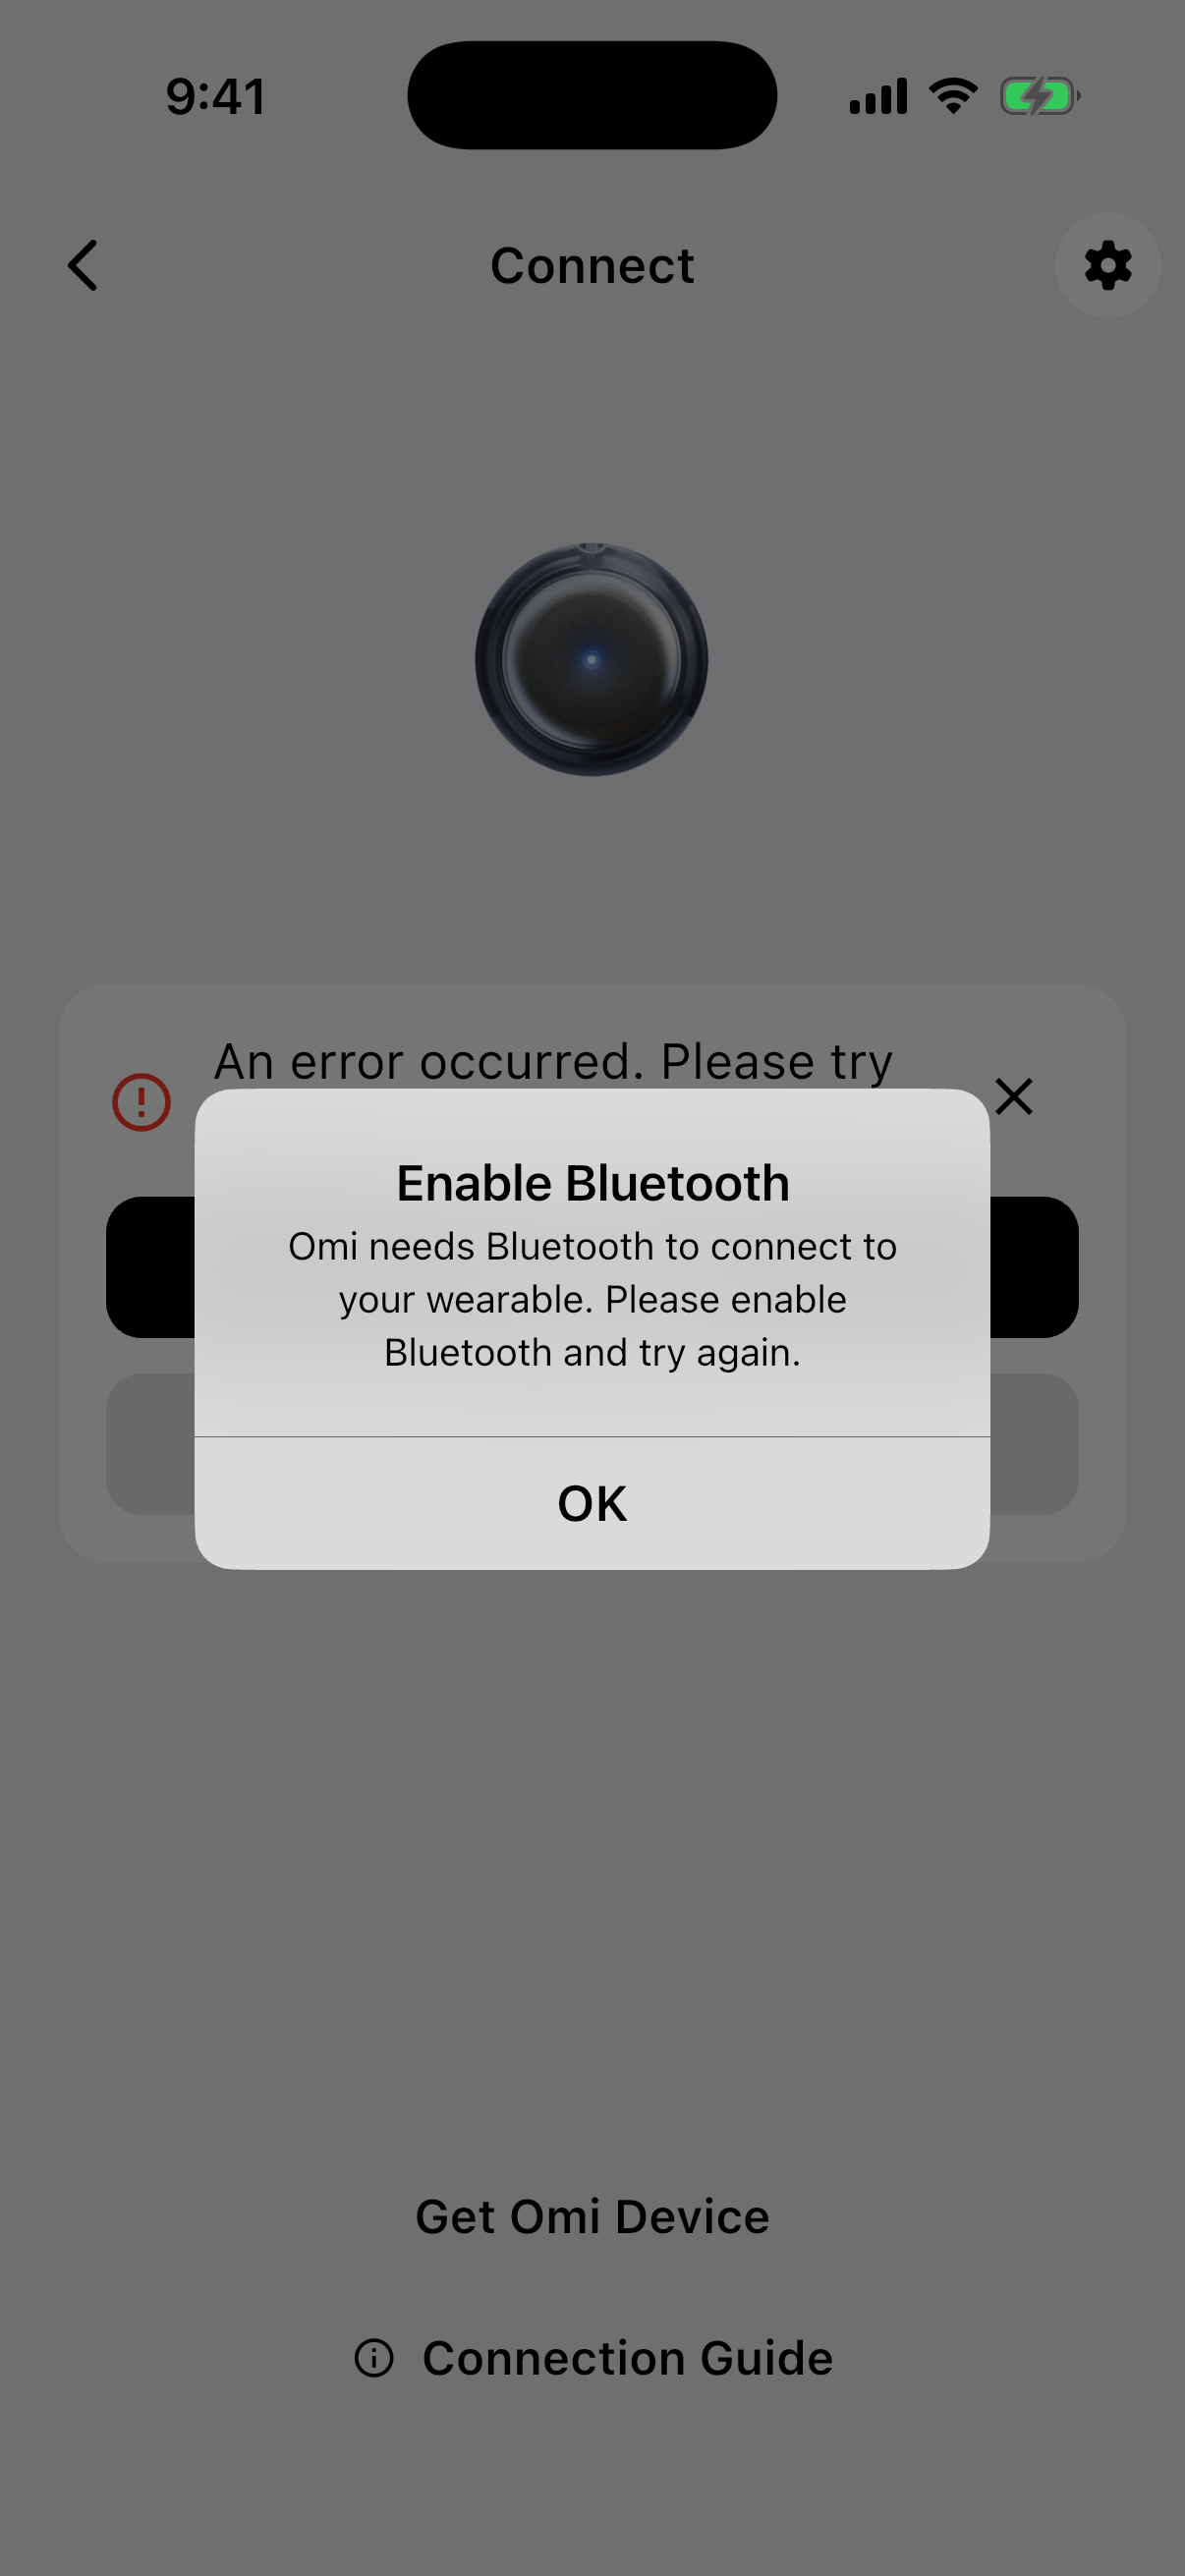 9:41
Connect
An error occurred. Please try
Enable Bluetooth
Omi needs Bluetooth to connect to
your wearable. Please enable
Bluetooth and try again.
OK
Get Omi Device
Connection Guide